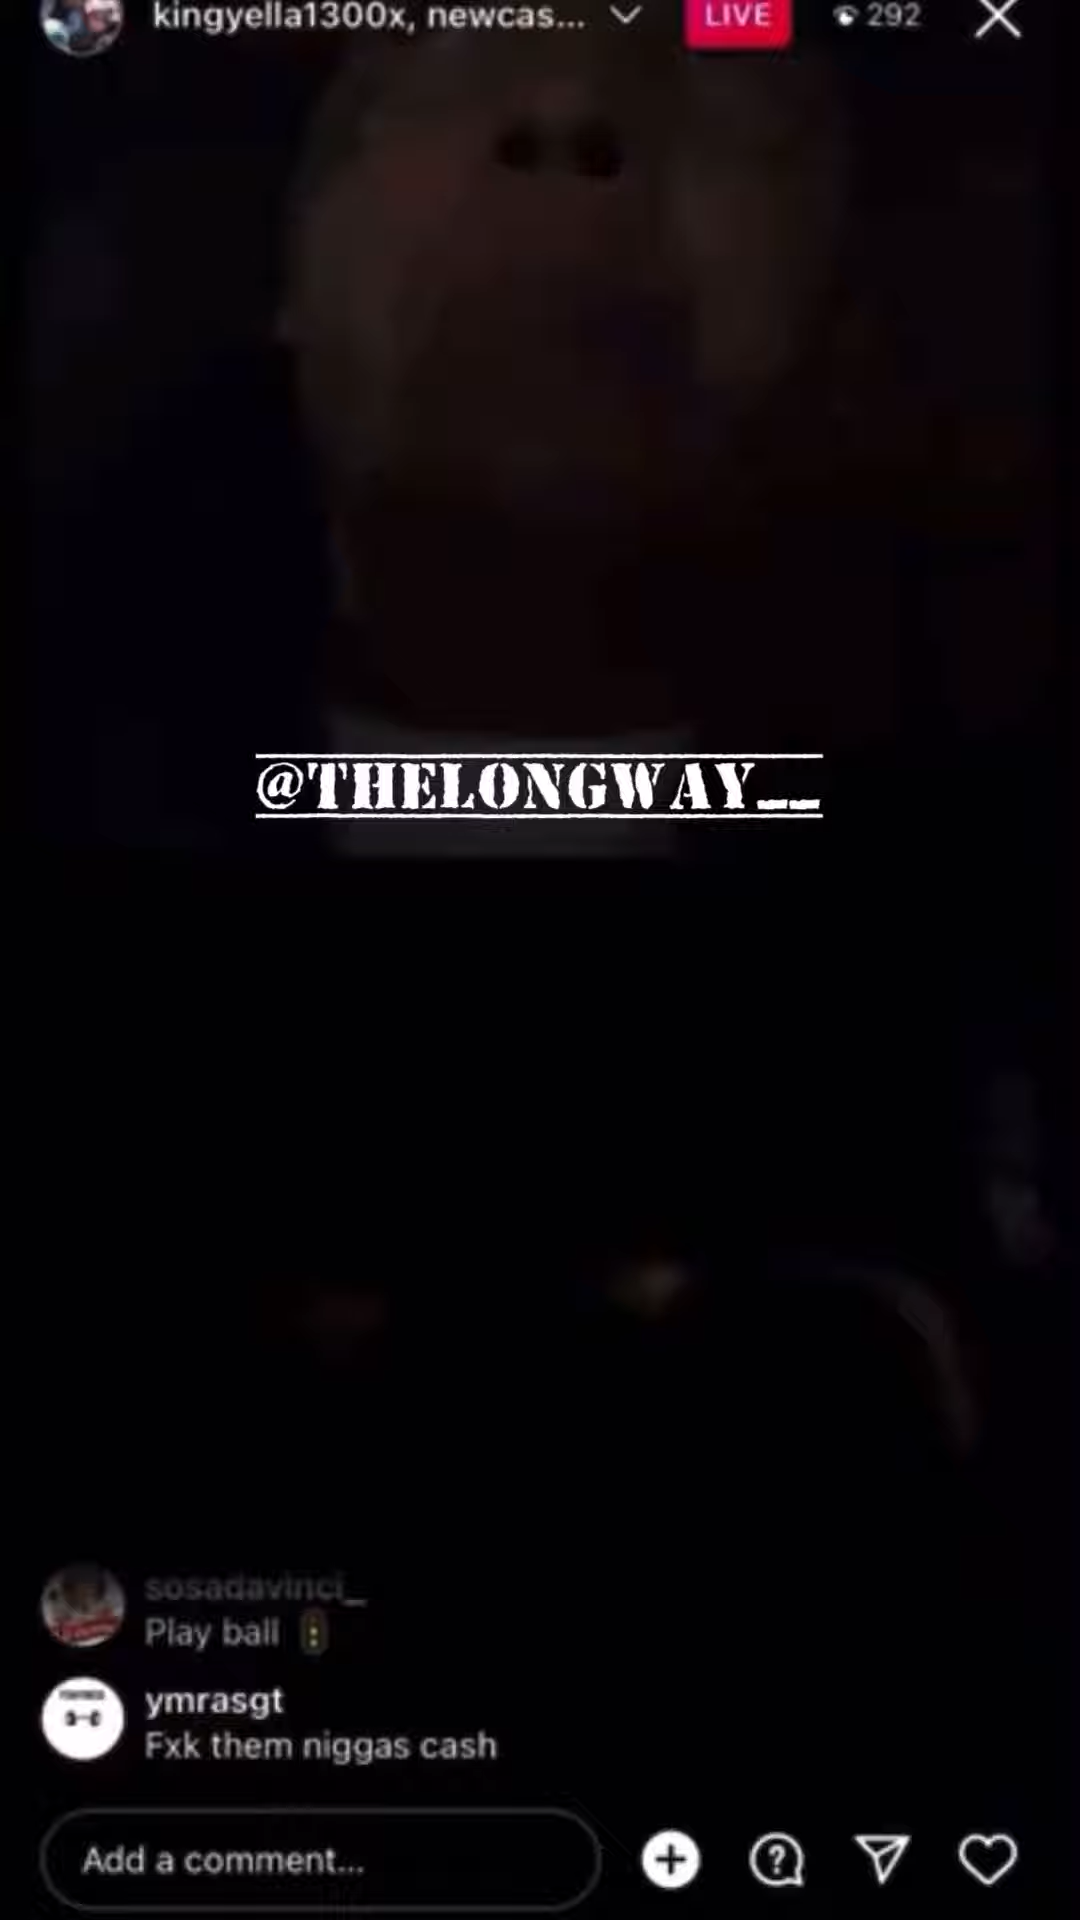 kingyella1300x, newcas...
LIVE
292
@THELONGWAY__
sosadavinci_
Play ball
ymrasgt
Fxk them niggas cash
Add a comment...